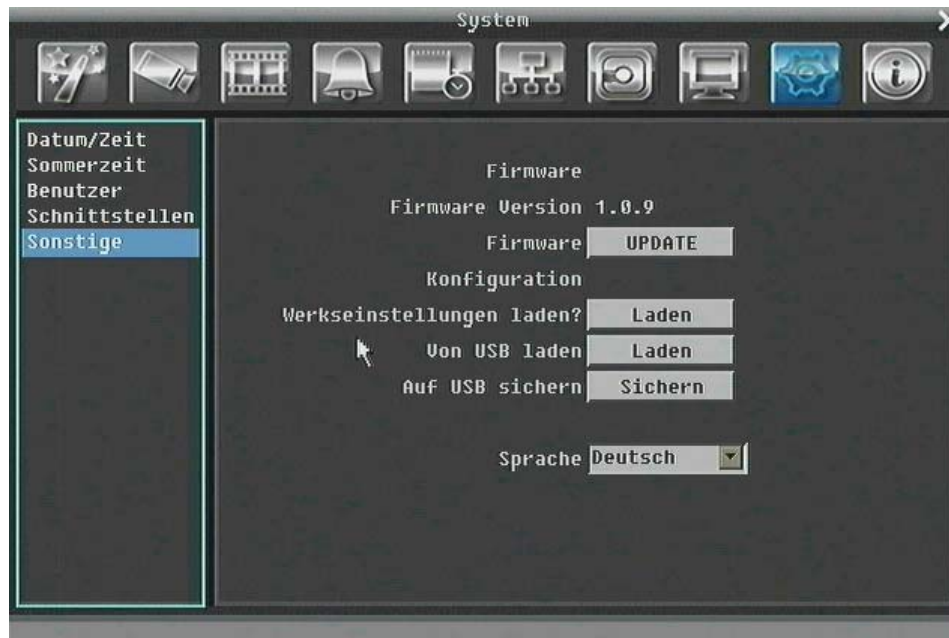 System
Datum/Zeit
Sommerzeit
Benutzer
Schnittstellen
Sonstige
Firmware
Firmware Version 1.0.9
Firmware UPDATE
Konfiguration
Werkseinstellungen laden? Laden
Von USB laden Laden
Auf USB sichern Sichern
Sprache Deutsch